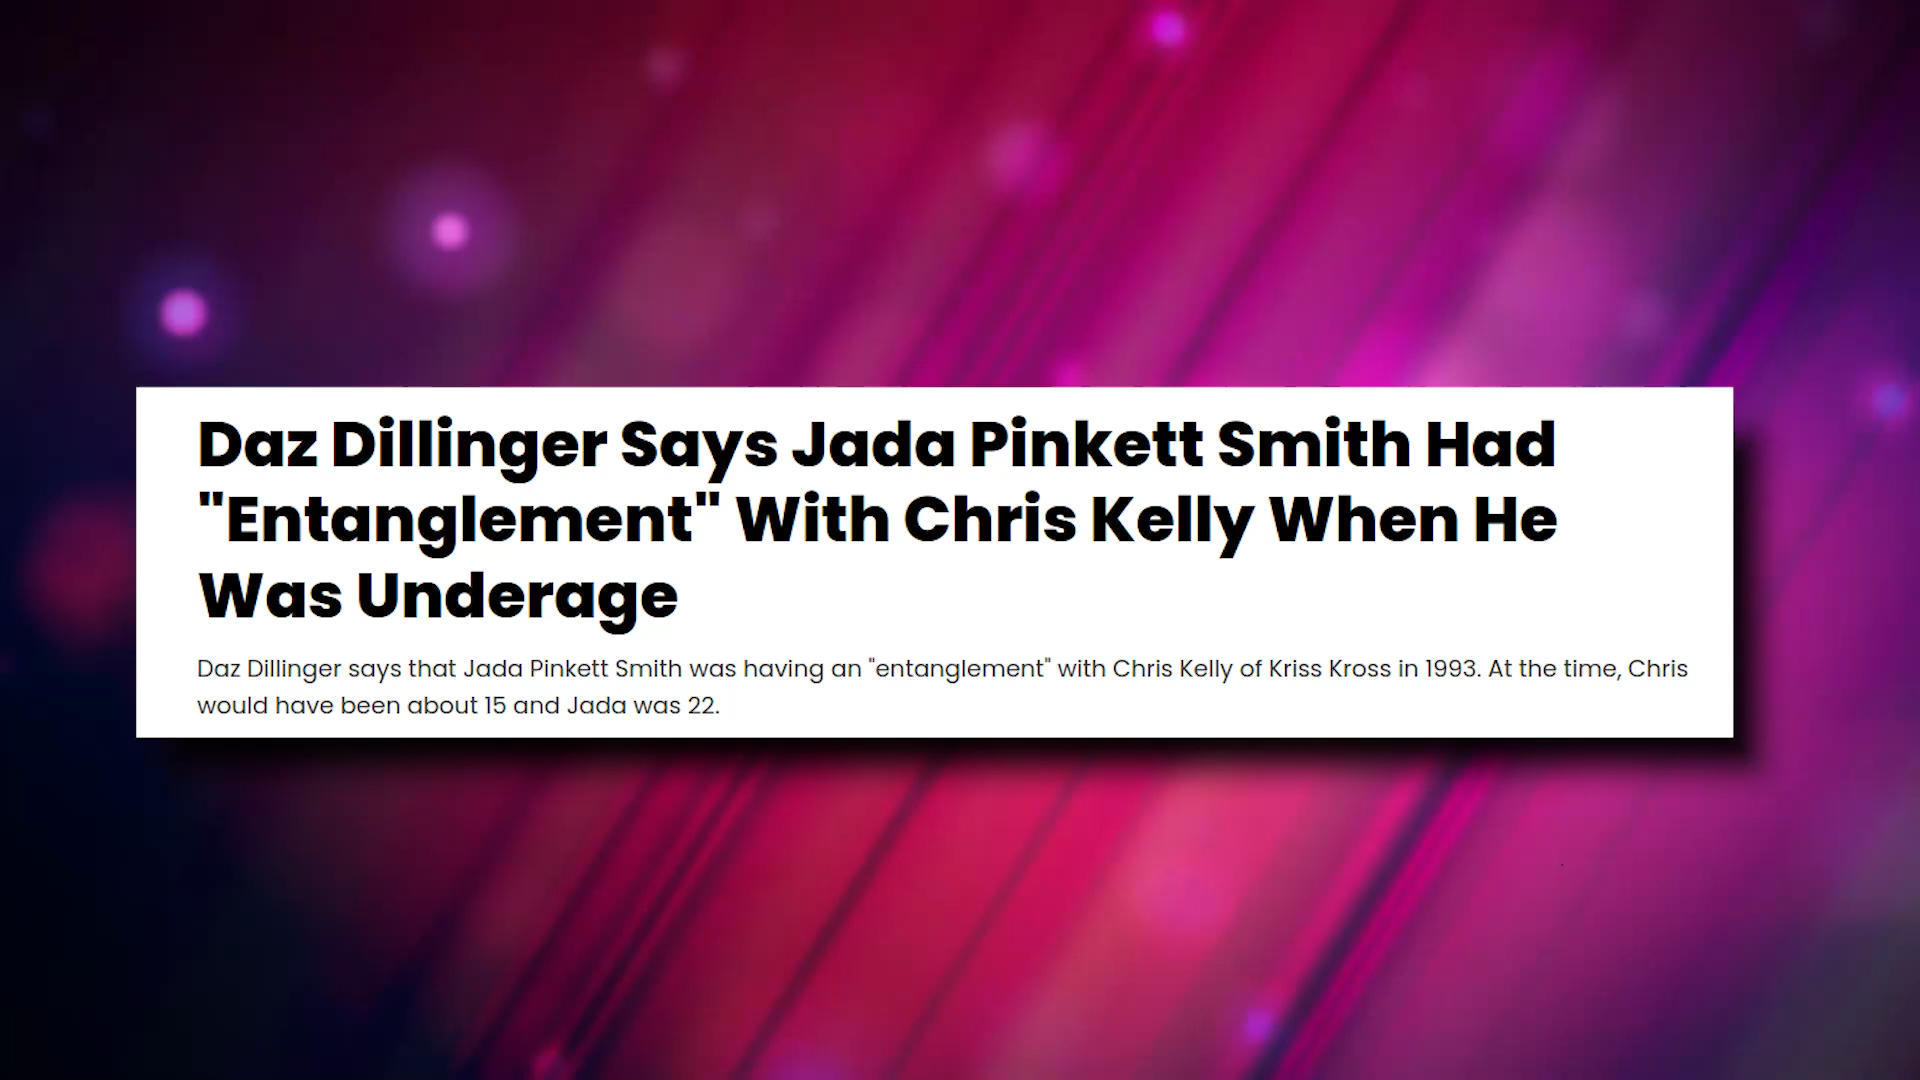 Daz Dillinger Says Jada Pinkett Smith Had
"Entanglement" With Chris Kelly When He
Was Underage
Daz Dillinger says that Jada Pinkett Smith was having an "entanglement" with Chris Kelly of Kriss Kross in 1993. At the time, Chris
would have been about 15 and Jada was 22.